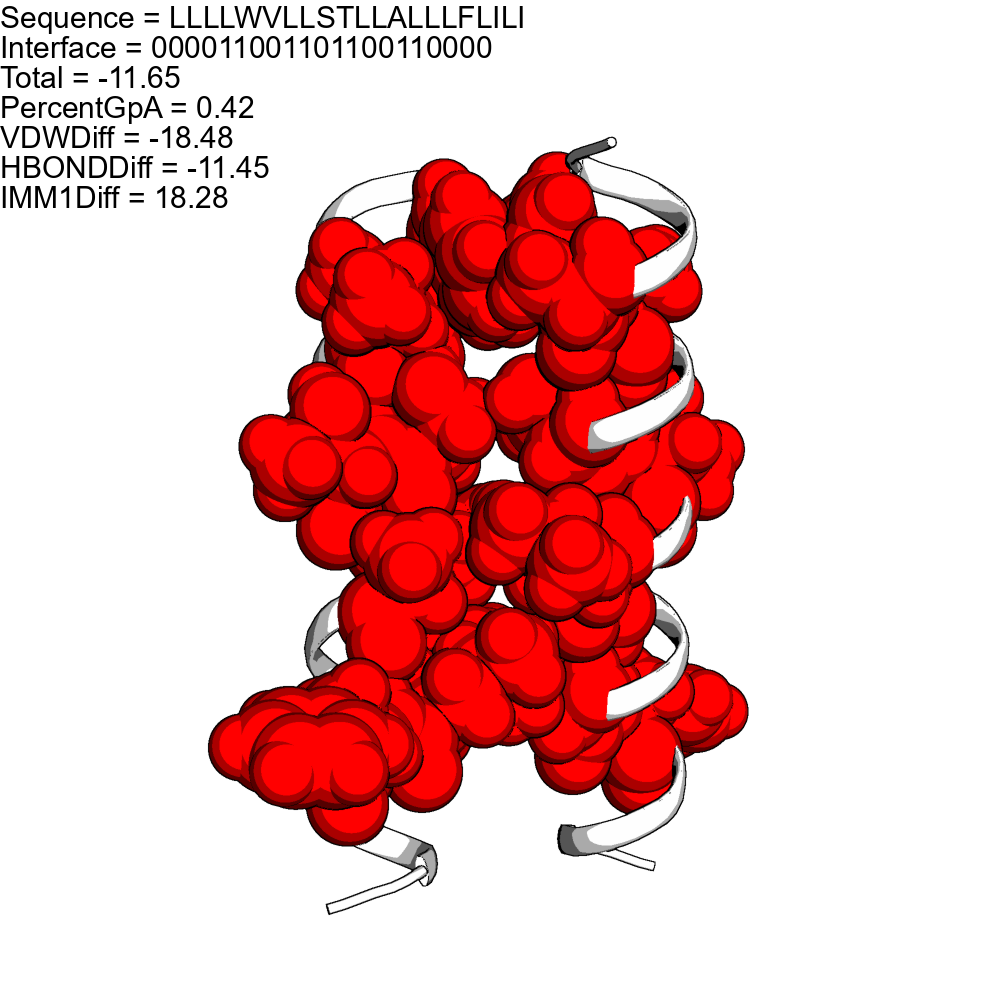 Sequence = LLLLWVLLSTLLALLLFLILI
Interface = 000011001101100110000
Total = -11.65
PercentGpA = 0.42
VDWDiff = -18.48
HBONDDiff = -11.45
IMM1Diff = 18.28